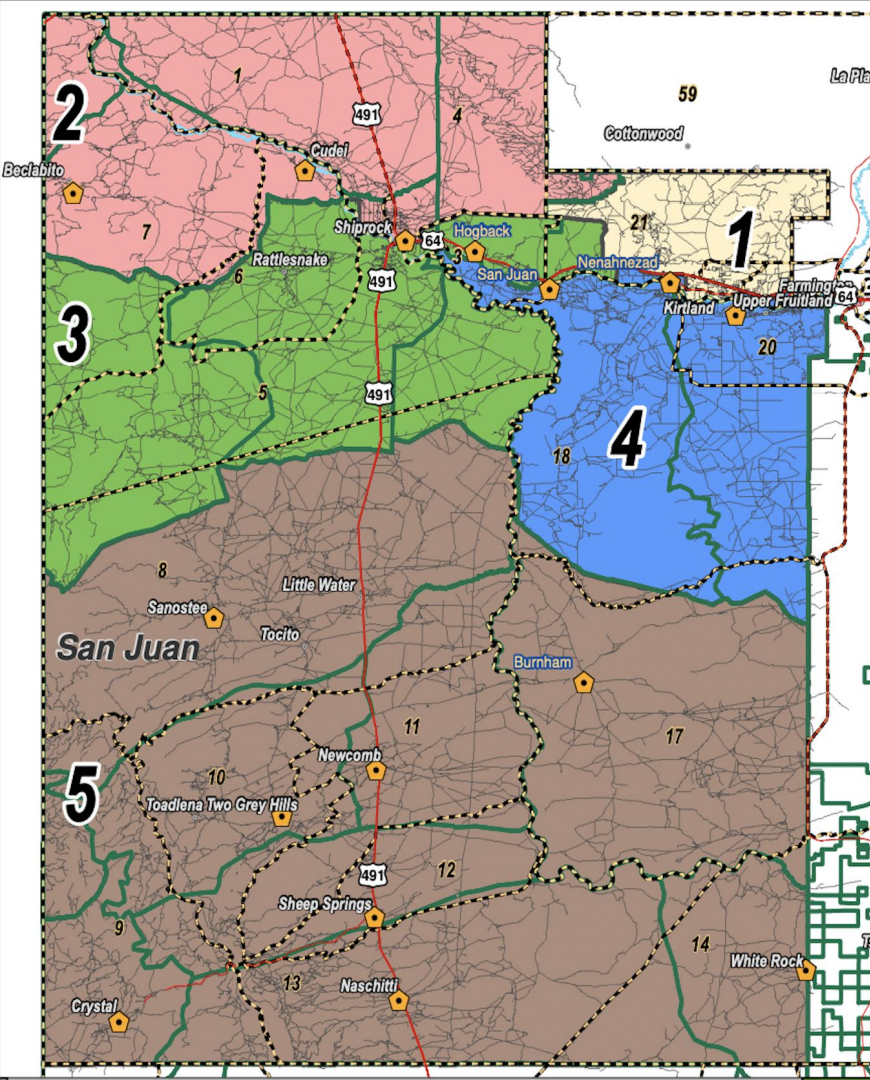 1
491
4
59
La Pla
2
Cottonwood
Cudei
Beclabito
7
21
1
Shiprock
64
Hogback
3
Rattlesnake
6
San Juan
Nenahnezad
491
Farmington
64
Kirtland
Upper Fruitland
3
20
5
491
18
4
8
Little Water
Sanostee
Tocito
San Juan
Burnham
11
17
Newcomb
10
5
Toadlena Two Grey Hills
491
12
Sheep Springs
9
14
White Rock
13
Naschitti
Crystal